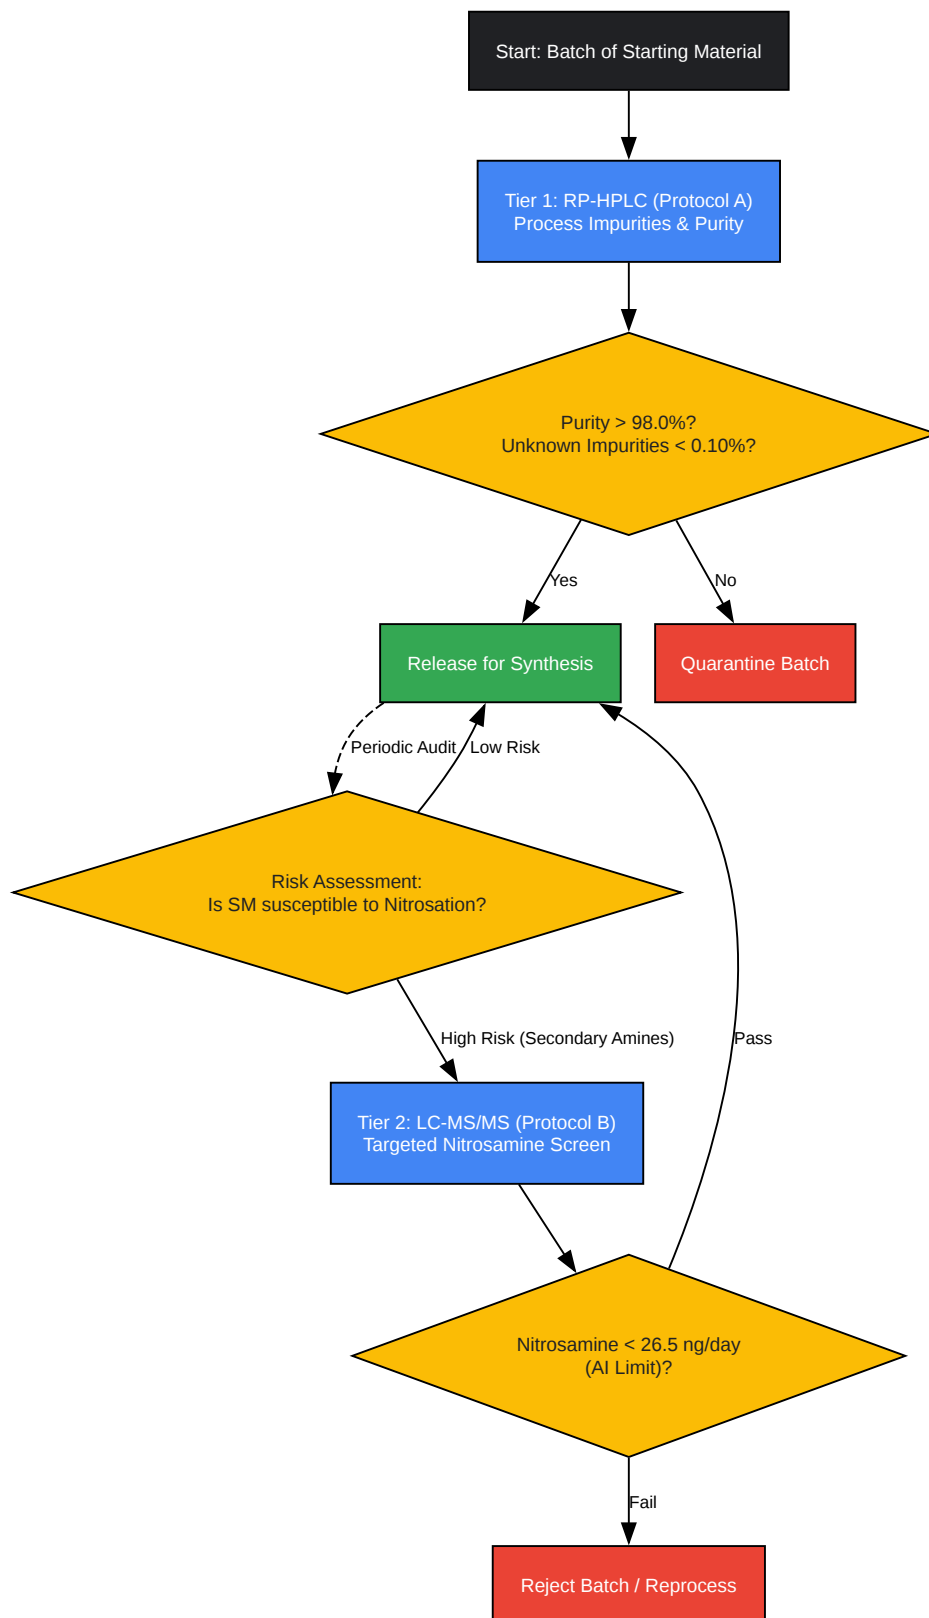 Start: Batch of Starting Material
Tier 1: RP-HPLC (Protocol A)
Process Impurities & Purity
Purity > 98.0%?
Unknown Impurities < 0.10%?
Yes
No
Release for Synthesis
Quarantine Batch
Periodic Audit
Low Risk
Risk Assessment:
Is SM susceptible to Nitrosation?
High Risk (Secondary Amines)
Pass
Tier 2: LC-MS/MS (Protocol B)
Targeted Nitrosamine Screen
Nitrosamine < 26.5 ng/day
(AI Limit)?
Fail
Reject Batch / Reprocess